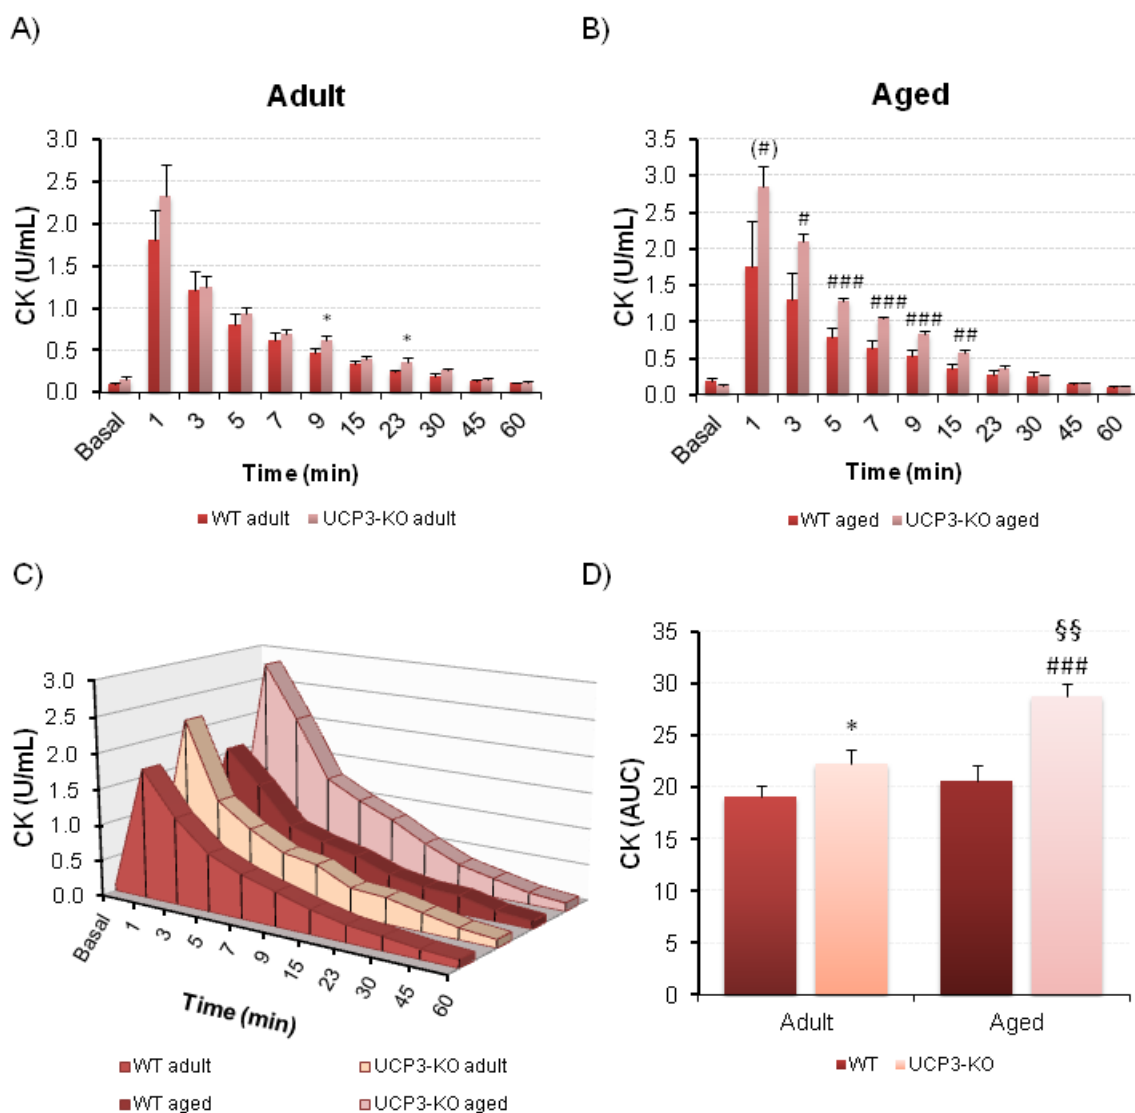 A)
Adult
3.0
2.5
2.0
1.5
1.0
0.5
0.0
CK (U/mL)
* *
Basal 1 3 5 7 9 15 23 30 45 60
Time (min)
WT adult UCP3-KO adult
B)
Aged
3.5
3.0
2.5
2.0
1.5
1.0
0.5
0.0
CK (U/mL)
(#) # ### ### ### ##
Basal 1 3 5 7 9 15 23 30 45 60
Time (min)
WT aged UCP3-KO aged
C)
3.0
2.5
2.0
1.5
1.0
0.5
0.0
CK (U/mL)
Basal 1 3 5 7 9 15 23 30 45 60
Time (min)
WT adult UCP3-KO adult
WT aged UCP3-KO aged
D)
35
30
25
20
15
10
5
0
CK (AUC)
*
§§
###
Adult Aged
WT UCP3-KO